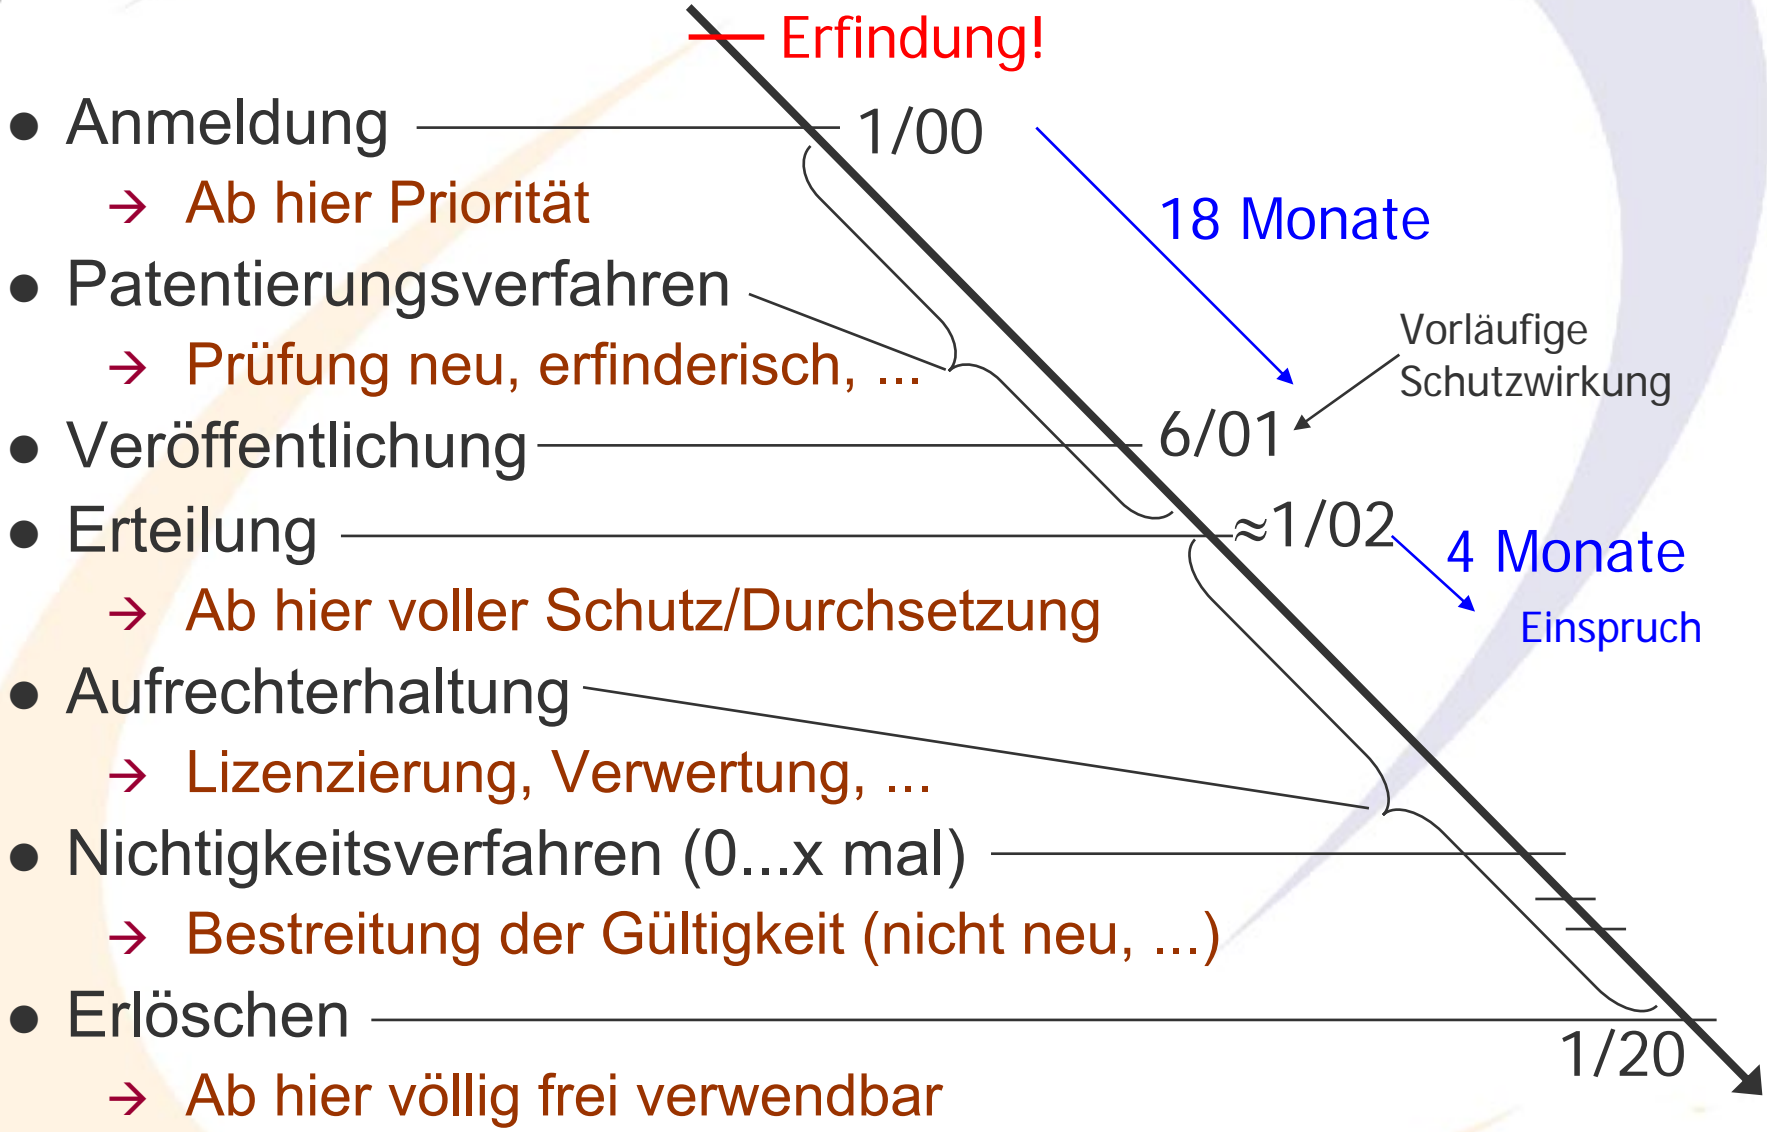 Erfindung!
● Anmeldung 1/00
→ Ab hier Priorität
18 Monate
● Patentierungsverfahren
→ Prüfung neu, erfinderisch, ...
Vorläufige
Schutzwirkung
● Veröffentlichung 6/01
● Erteilung ≈1/02
4 Monate
Einspruch
→ Ab hier voller Schutz/Durchsetzung
● Aufrechterhaltung
→ Lizenzierung, Verwertung, ...
● Nichtigkeitsverfahren (0...x mal)
→ Bestreitung der Gültigkeit (nicht neu, ...)
● Erlöschen 1/20
→ Ab hier völlig frei verwendbar